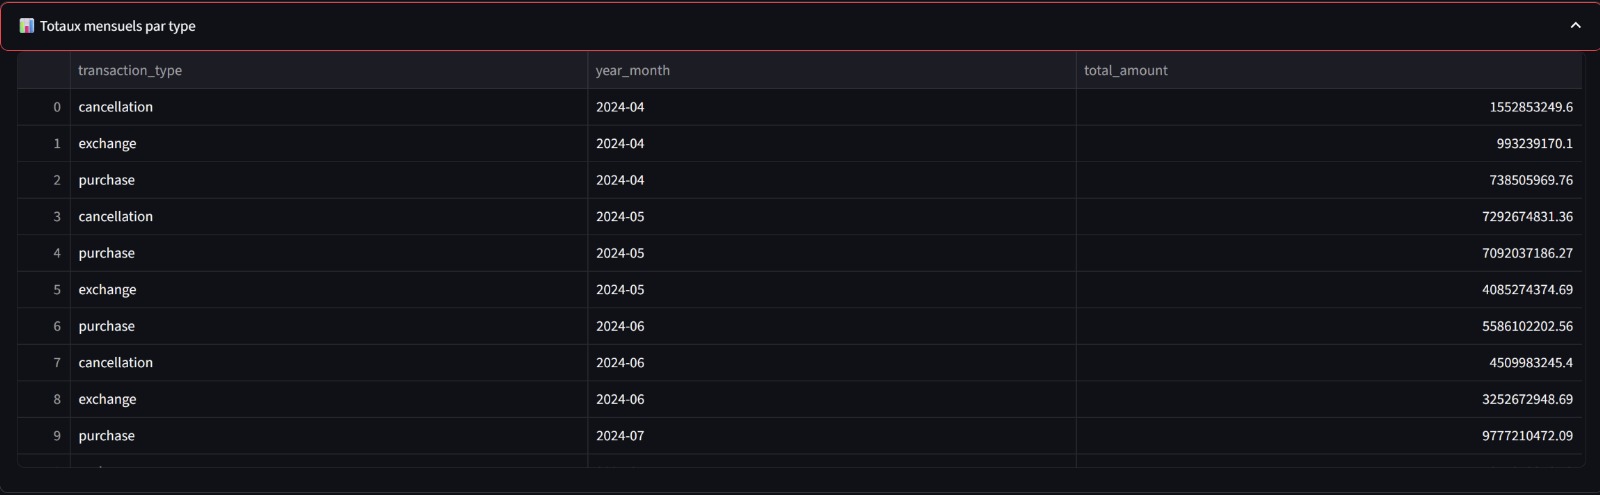 Totaux mensuels par type
transaction_type year_month total_amount
0 cancellation 2024-04 1552853249.6
1 exchange 2024-04 993239170.1
2 purchase 2024-04 738505969.76
3 cancellation 2024-05 7292674831.36
4 purchase 2024-05 7092037186.27
5 exchange 2024-05 4085274374.69
6 purchase 2024-06 5586102202.56
7 cancellation 2024-06 4509983245.4
8 exchange 2024-06 3252672948.69
9 purchase 2024-07 9777210472.09